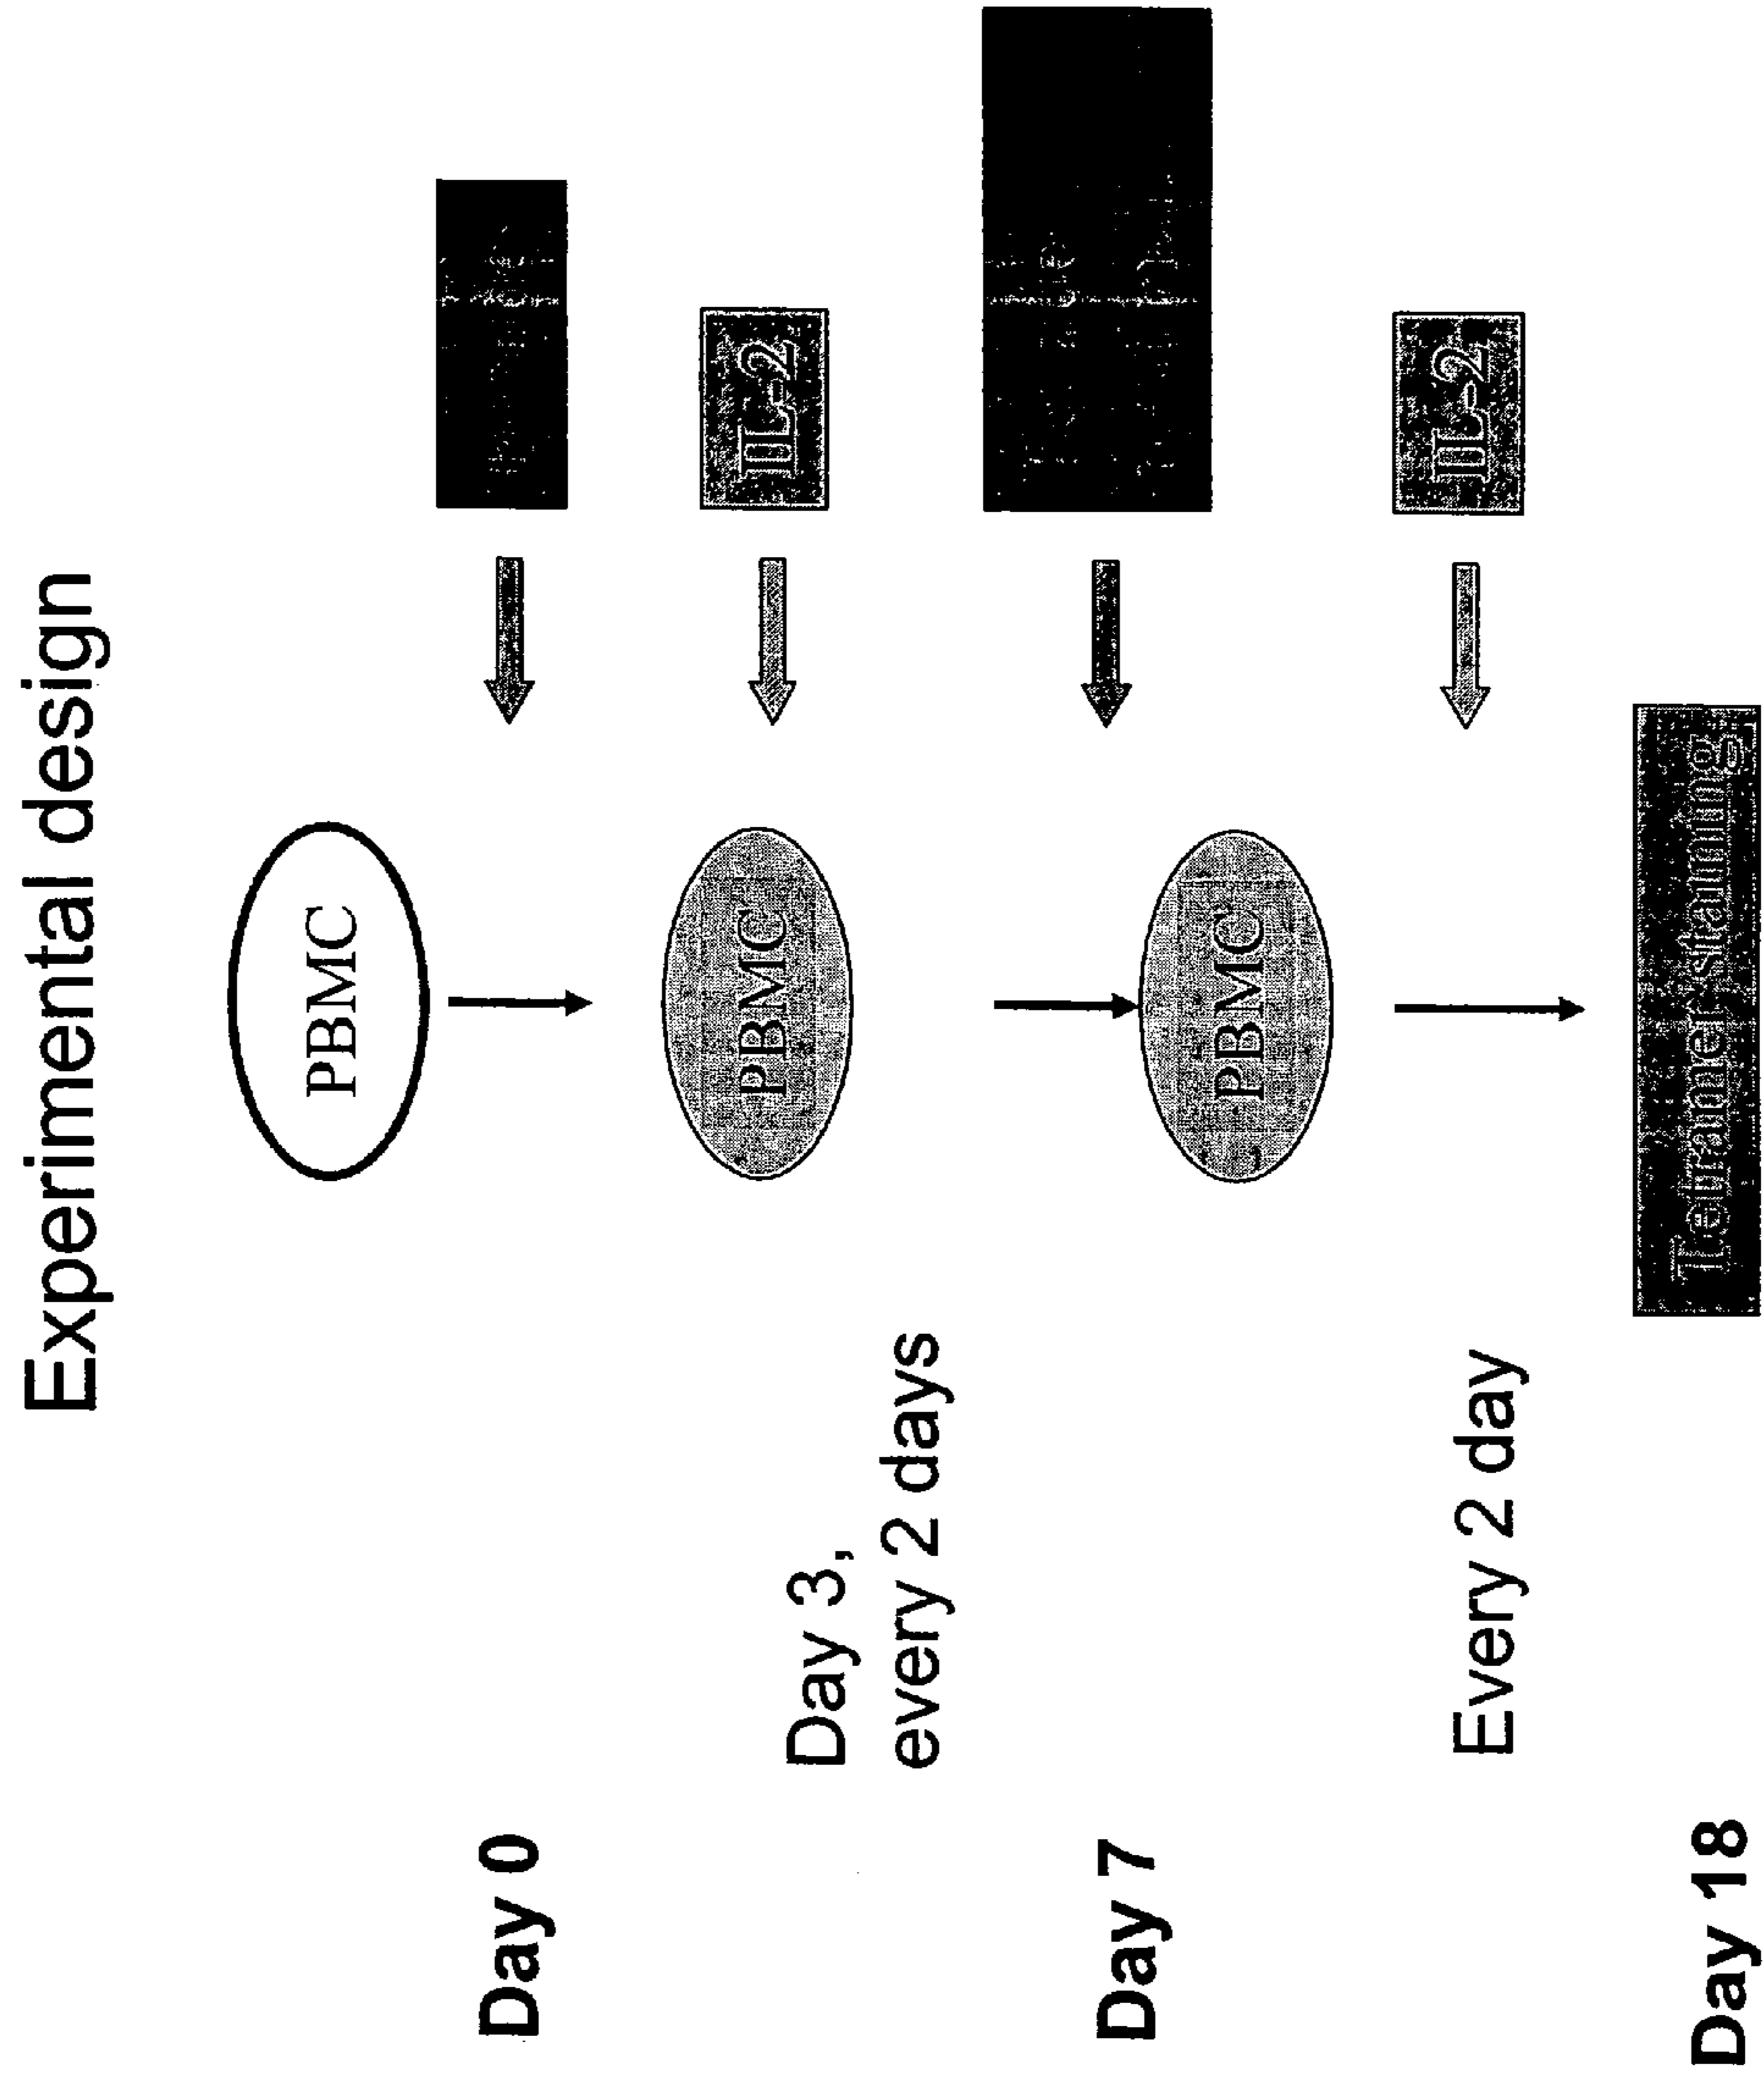 Experimental design
PBMC
Day 0
Day 3,
every 2 days
PBMC
IL-2
Day 7
PBMC
Every 2 day
IL-2
Day 18
Tetramer staining